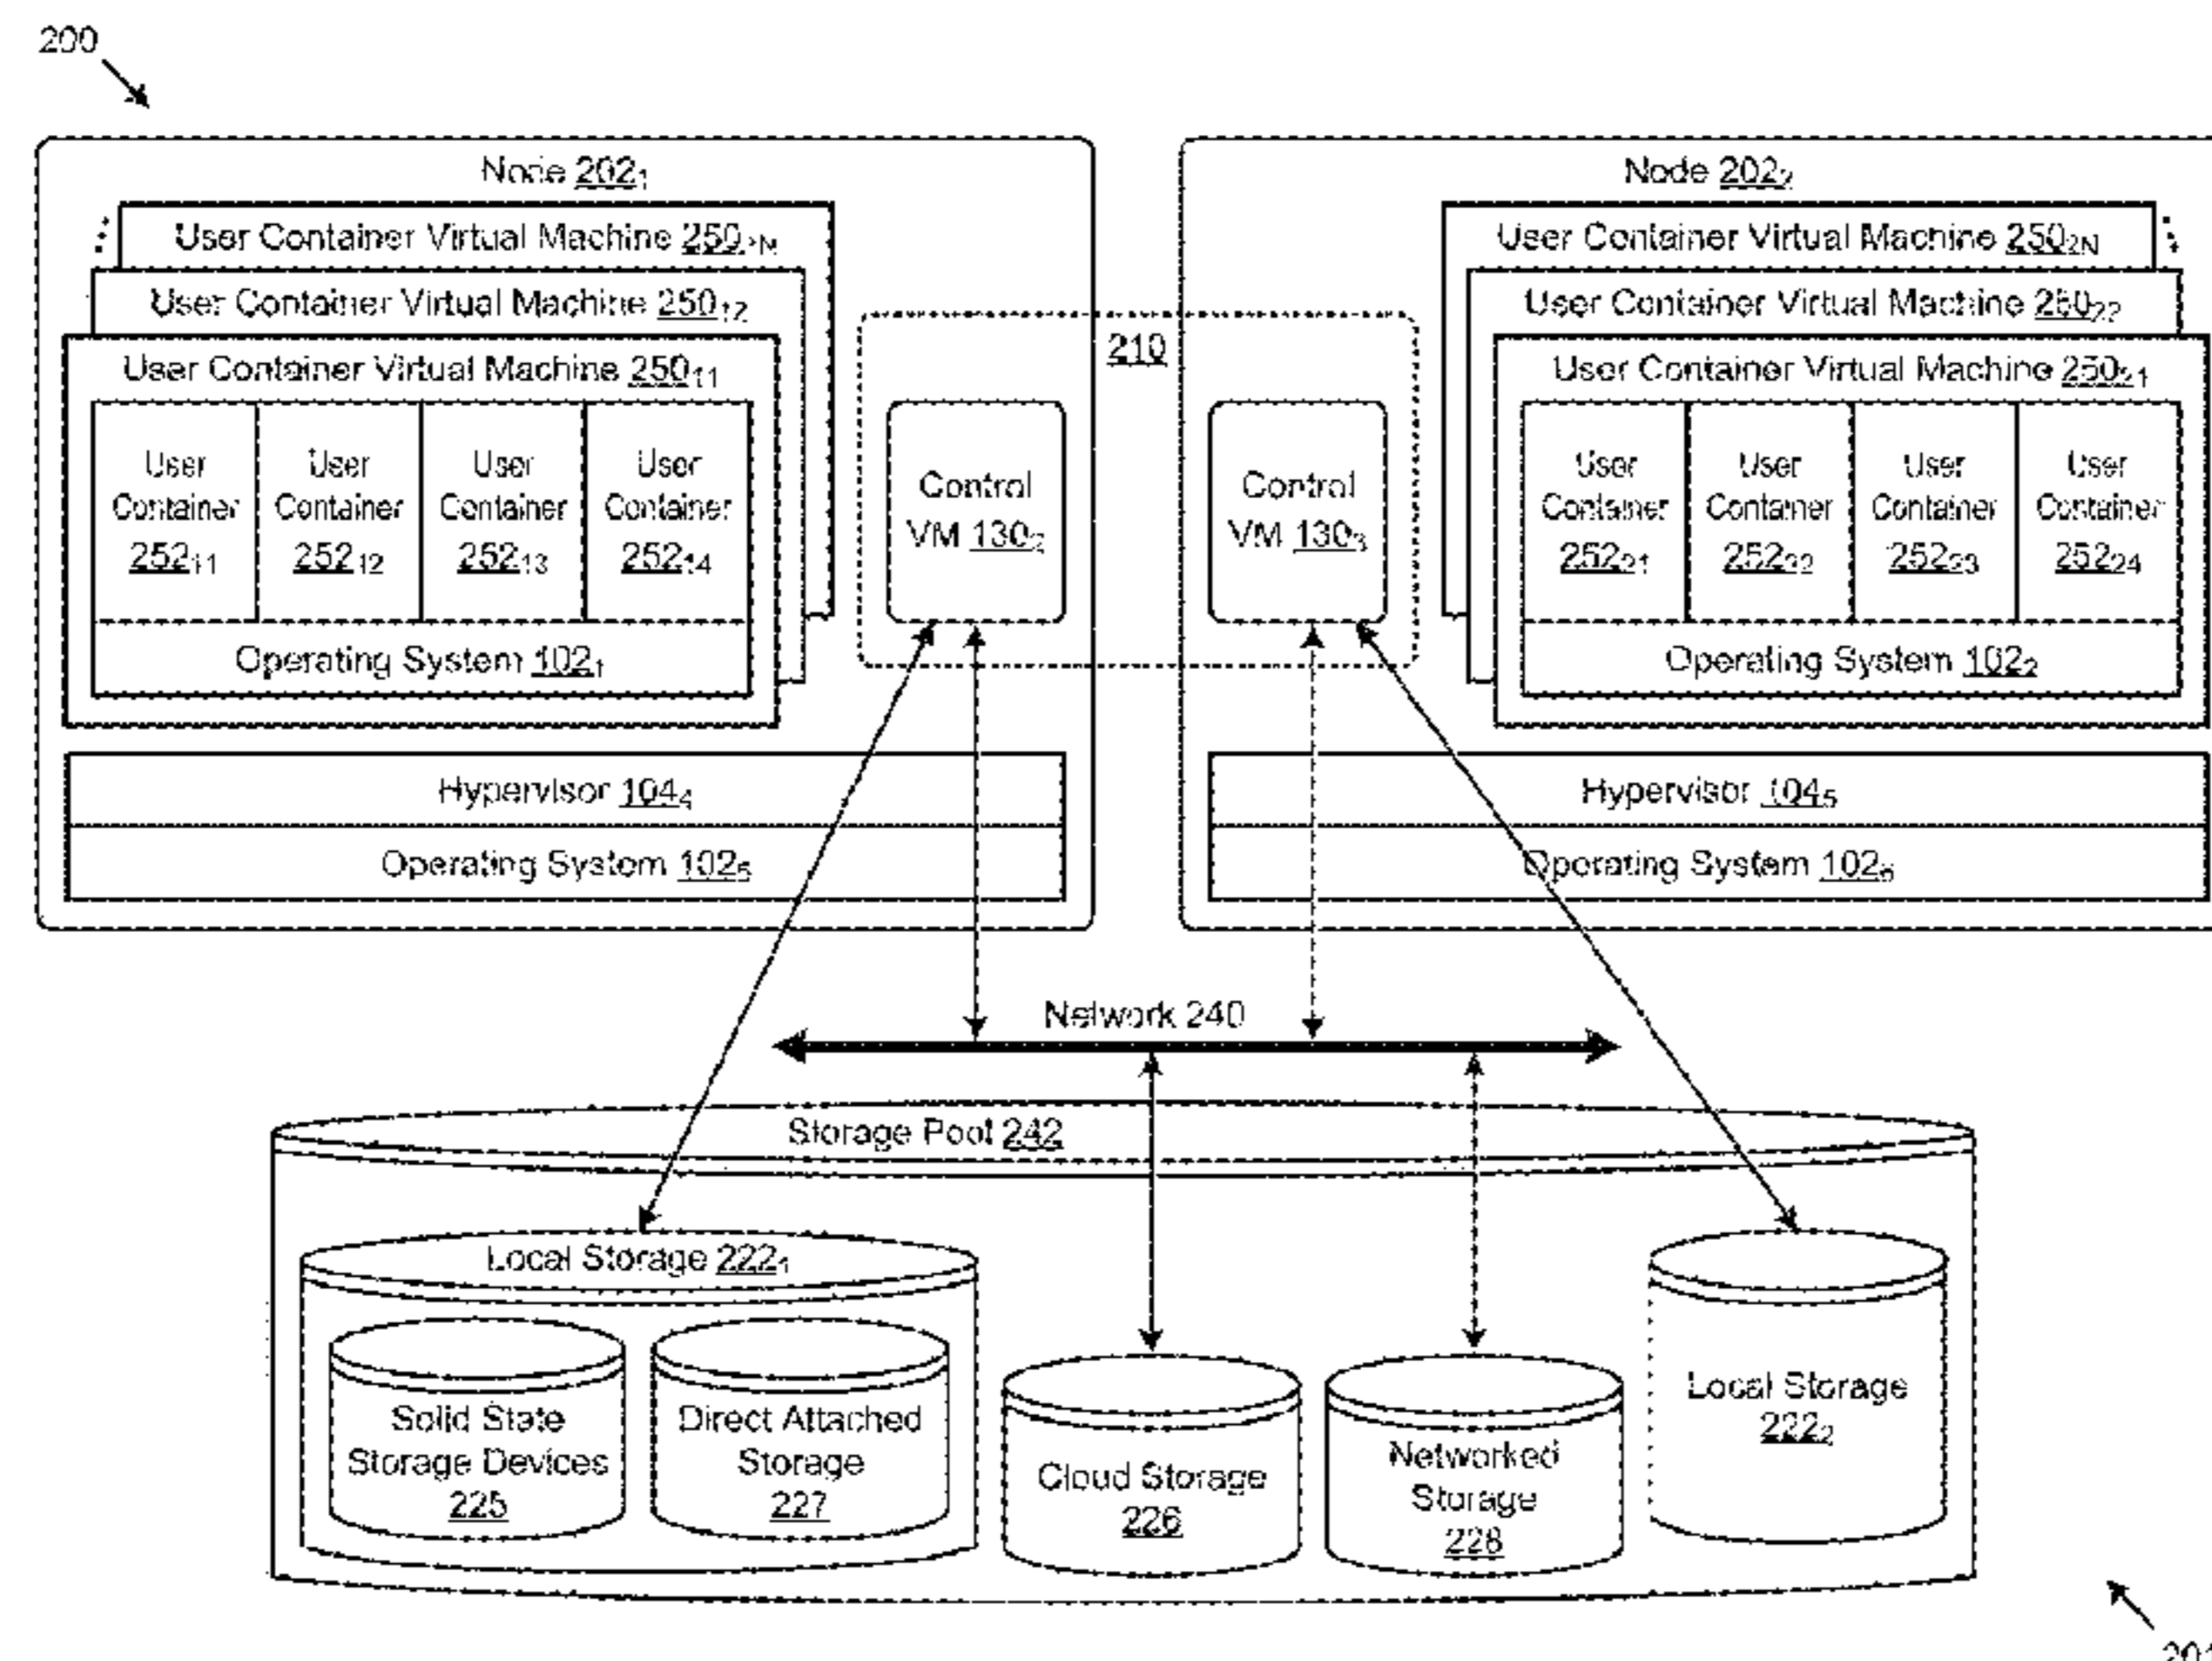 200
Node 202₁
User Container Virtual Machine 250₁N
User Container Virtual Machine 250₁₂
User Container Virtual Machine 250₁₁
User Container 252₁₁
User Container 252₁₂
User Container 252₁₃
User Container 252₁₄
Operating System 102₁
Control
VM 130₂
Hypervisor 104₄
Operating System 102₅
210
Node 202₂
User Container Virtual Machine 250₂N
User Container Virtual Machine 250₂₂
User Container Virtual Machine 250₂₁
User Container 252₂₁
User Container 252₂₂
User Container 252₂₃
User Container 252₂₄
Operating System 102₂
Control
VM 130₃
Hypervisor 104₅
Operating System 102₆
Network 240
Storage Pool 242
Local Storage 222₁
Solid State
Storage Devices
225
Direct Attached
Storage
227
Cloud Storage
226
Networked
Storage
228
Local Storage
222₂